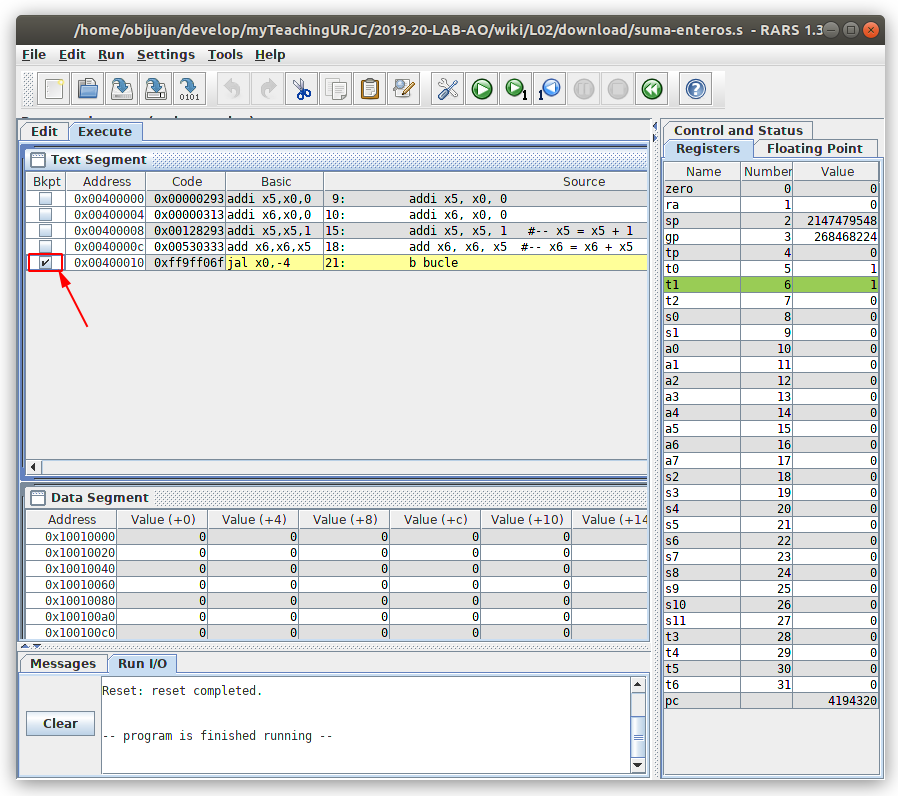 /home/obijuan/develop/myTeachingURJC/2019-20-LAB-AO/wiki/L02/download/suma-enteros.s - RARS 1.3
File Edit Run Settings Tools Help
Edit Execute
Text Segment
Bkpt Address Code Basic Source
0x00400000 0x00000293 addi x5,x0,0 9: addi x5, x0, 0
0x00400004 0x00000313 addi x6,x0,0 10: addi x6, x0, 0
0x00400008 0x00128293 addi x5,x5,1 15: addi x5, x5, 1 #-- x5 = x5 + 1
0x0040000c 0x00530333 add x6,x6,x5 18: add x6, x6, x5 #-- x6 = x6 + x5
0x00400010 0xff9ff06f jal x0,-4 21: b bucle
Data Segment
Address Value (+0) Value (+4) Value (+8) Value (+c) Value (+10) Value (+14
0x10010000 0 0 0 0 0
0x10010020 0 0 0 0 0
0x10010040 0 0 0 0 0
0x10010060 0 0 0 0 0
0x10010080 0 0 0 0 0
0x100100a0 0 0 0 0 0
0x100100c0 0 0 0 0 0
Messages Run I/O
Clear
Reset: reset completed.
-- program is finished running --
Control and Status
Registers Floating Point
Name Number Value
zero 0 0
ra 1 0
sp 2 2147479548
gp 3 268468224
tp 4 0
t0 5 1
t1 6 1
t2 7 0
s0 8 0
s1 9 0
a0 10 0
a1 11 0
a2 12 0
a3 13 0
a4 14 0
a5 15 0
a6 16 0
a7 17 0
s2 18 0
s3 19 0
s4 20 0
s5 21 0
s6 22 0
s7 23 0
s8 24 0
s9 25 0
s10 26 0
s11 27 0
t3 28 0
t4 29 0
t5 30 0
t6 31 0
pc 4194320